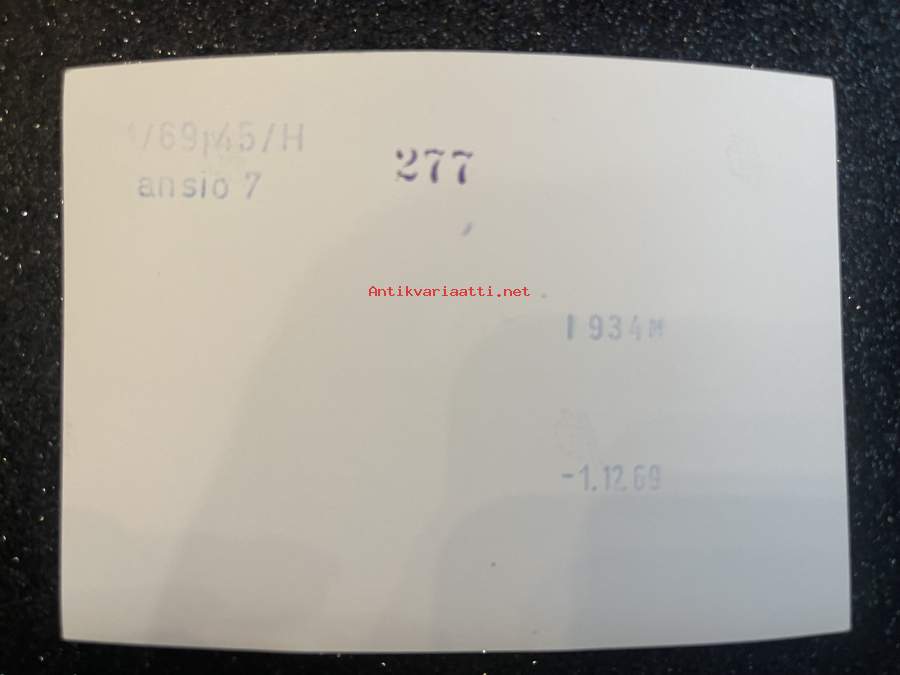 /69p45/H
ansio 7
277
Antikvariaatti.net
1934M
-1.12.69